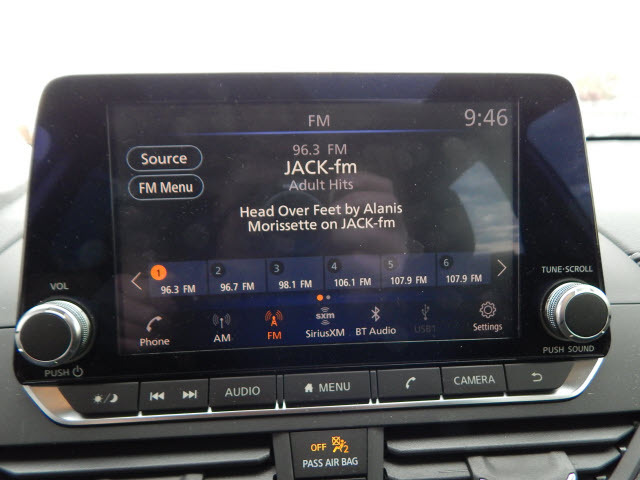 FM
9:46
96.3 FM
JACK-fm
Adult Hits
Source
FM Menu
Head Over Feet by Alanis
Morissette on JACK-fm
1 2 3 4 5 6
96.3 FM 96.7 FM 98.1 FM 106.1 FM 107.9 FM 107.9 FM
VOL
TUNE·SCROLL
sxm
Phone AM FM SiriusXM BT Audio USB1 Settings
PUSH
PUSH SOUND
AUDIO MENU CAMERA
OFF 2
PASS AIR BAG